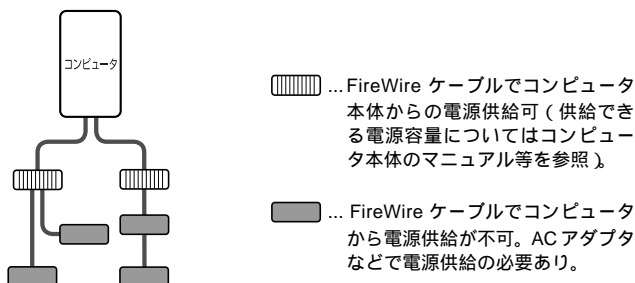 コンピュータ
... FireWire ケーブルでコンピュータ
本体からの電源供給可（供給でき
る電源容量についてはコンピュー
タ本体のマニュアル等を参照）。
... FireWire ケーブルでコンピュータ
から電源供給が不可。AC アダプタ
などで電源供給の必要あり。